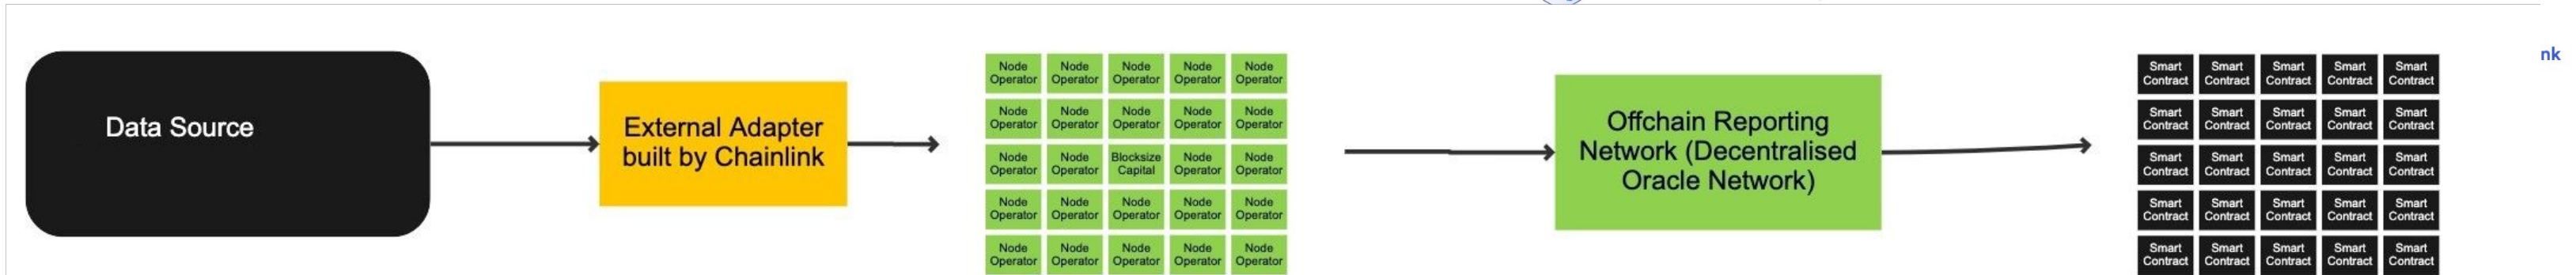 Data Source
External Adapter
built by Chainlink
Node Operator Node Operator Node Operator Node Operator Node Operator
Node Operator Node Operator Node Operator Node Operator Node Operator
Node Operator Node Operator Blocksize Capital Node Operator Node Operator
Node Operator Node Operator Node Operator Node Operator Node Operator
Node Operator Node Operator Node Operator Node Operator Node Operator
Offchain Reporting
Network (Decentralised
Oracle Network)
Smart Contract Smart Contract Smart Contract Smart Contract Smart Contract
Smart Contract Smart Contract Smart Contract Smart Contract Smart Contract
Smart Contract Smart Contract Smart Contract Smart Contract Smart Contract
Smart Contract Smart Contract Smart Contract Smart Contract Smart Contract
Smart Contract Smart Contract Smart Contract Smart Contract Smart Contract
nk